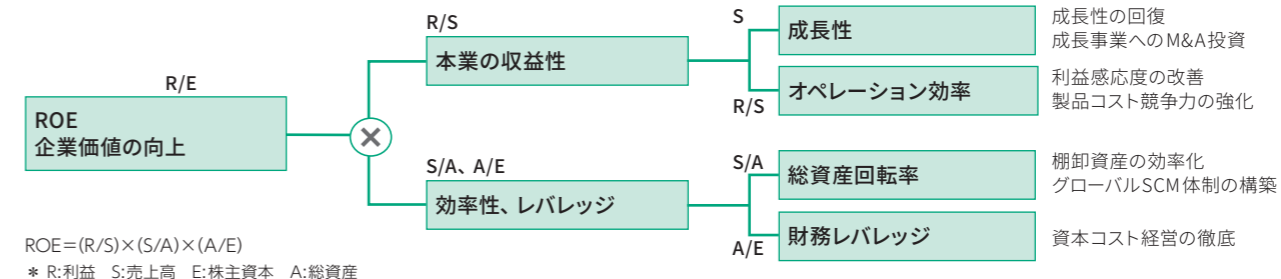 R/E
ROE
企業価値の向上
×
R/S
本業の収益性
S/A、A/E
効率性、レバレッジ
S
成長性
成長性の回復
成長事業へのM&A投資
R/S
オペレーション効率
利益感応度の改善
製品コスト競争力の強化
S/A
総資産回転率
棚卸資産の効率化
グローバルSCM体制の構築
A/E
財務レバレッジ
資本コスト経営の徹底
ROE=(R/S)×(S/A)×(A/E)
* R:利益 S:売上高 E:株主資本 A:総資産